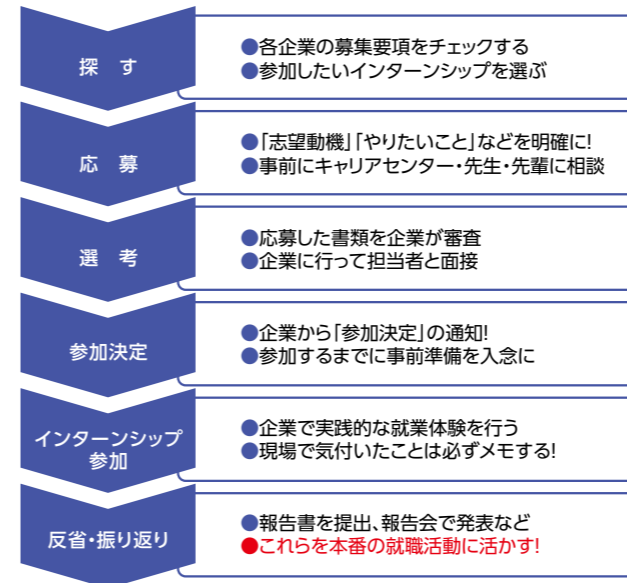 探　す
●各企業の募集要項をチェックする
●参加したいインターンシップを選ぶ
応　募
●「志望動機」「やりたいこと」などを明確に!
●事前にキャリアセンター・先生・先輩に相談
選　考
●応募した書類を企業が審査
●企業に行って担当者と面接
参加決定
●企業から「参加決定」の通知!
●参加するまでに事前準備を入念に
インターンシップ
参加
●企業で実践的な就業体験を行う
●現場で気付いたことは必ずメモする!
反省・振り返り
●報告書を提出、報告会で発表など
●これらを本番の就職活動に活かす!